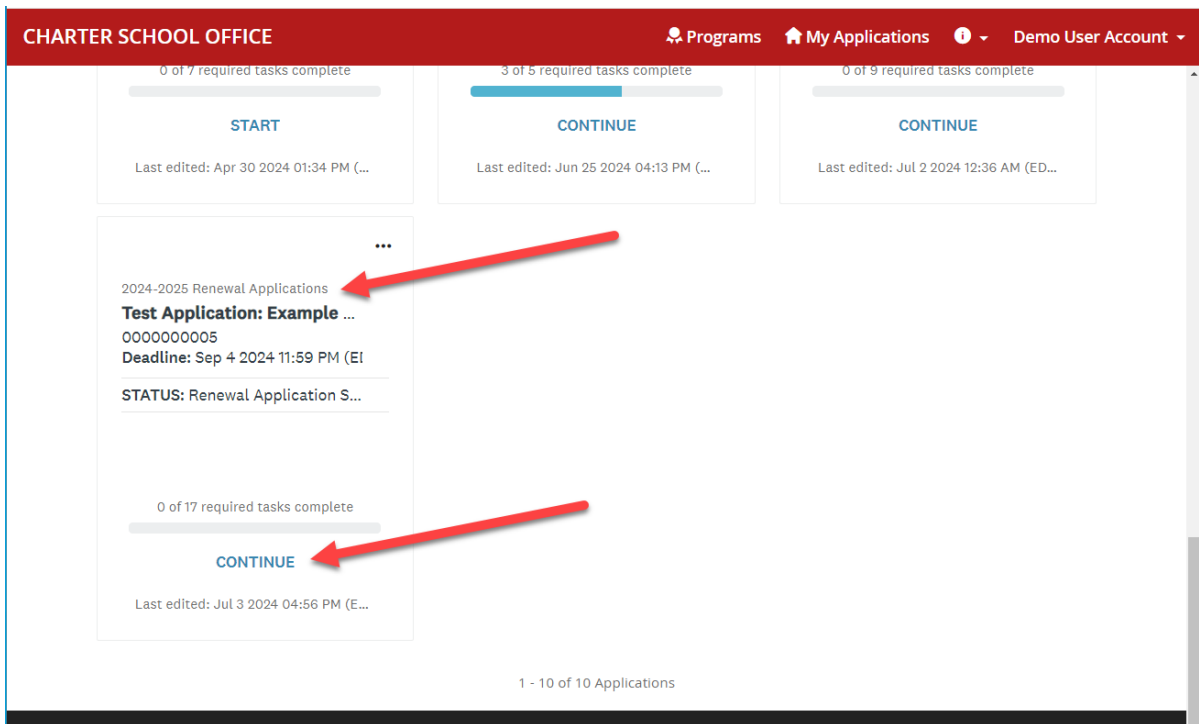 CHARTER SCHOOL OFFICE Programs My Applications Demo User Account
0 of 7 required tasks complete 3 of 5 required tasks complete 0 of 9 required tasks complete
START CONTINUE CONTINUE
Last edited: Apr 30 2024 01:34 PM (... Last edited: Jun 25 2024 04:13 PM (... Last edited: Jul 2 2024 12:36 AM (ED...
...
2024-2025 Renewal Applications
Test Application: Example ...
0000000005
Deadline: Sep 4 2024 11:59 PM (E
STATUS: Renewal Application S...
0 of 17 required tasks complete
CONTINUE
Last edited: Jul 3 2024 04:56 PM (E...
1 - 10 of 10 Applications